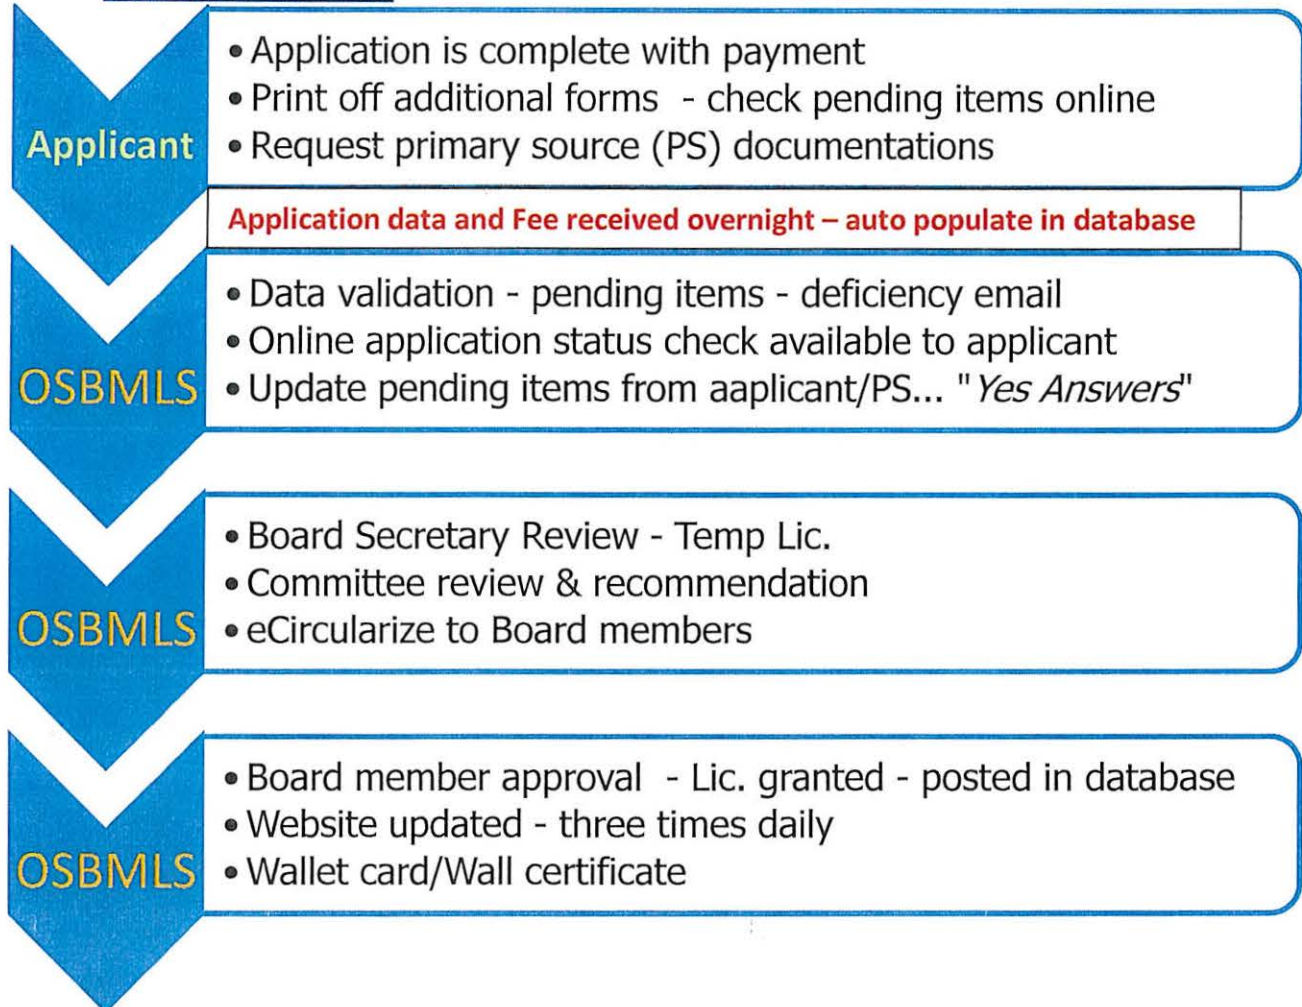 • Application is complete with payment
• Print off additional forms - check pending items online
Applicant
• Request primary source (PS) documentations
Application data and Fee received overnight – auto populate in database
• Data validation - pending items - deficiency email
• Online application status check available to applicant
OSBMLS
• Update pending items from aaplicant/PS... "Yes Answers"
• Board Secretary Review - Temp Lic.
• Committee review & recommendation
OSBMLS
• eCircularize to Board members
• Board member approval - Lic. granted - posted in database
• Website updated - three times daily
OSBMLS
• Wallet card/Wall certificate